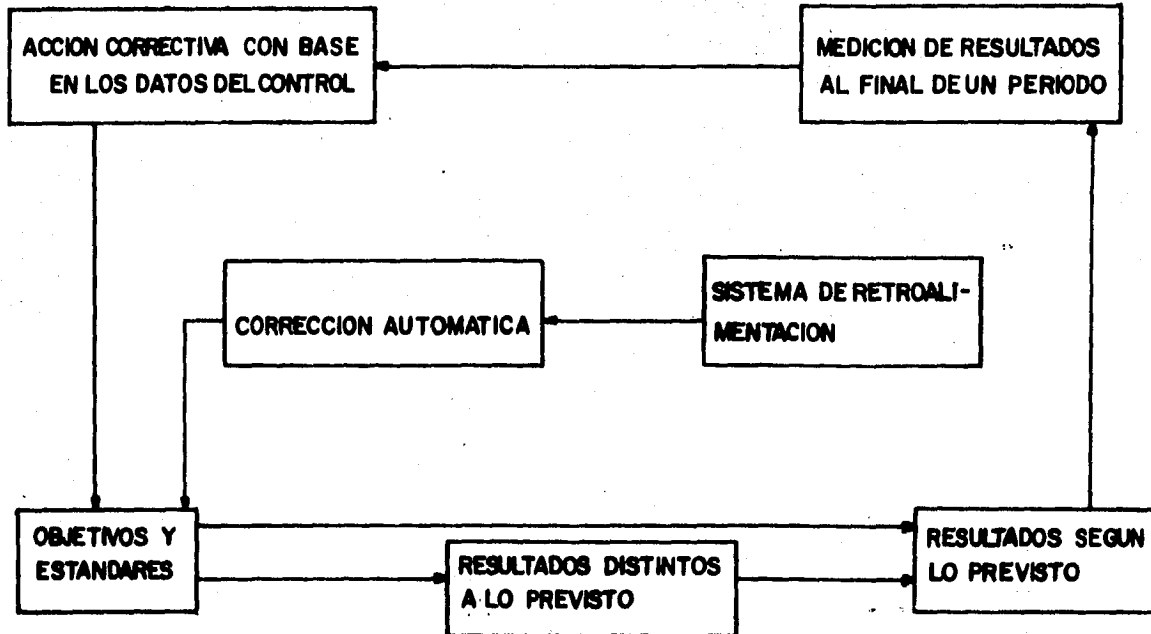 ACCION CORRECTIVA CON BASE
EN LOS DATOS DEL CONTROL
MEDICION DE RESULTADOS
AL FINAL DE UN PERIODO
CORRECCION AUTOMATICA
SISTEMA DE RETROALI-
MENTACION
OBJETIVOS Y
ESTANDARES
RESULTADOS DISTINTOS
A LO PREVISTO
RESULTADOS SEGUN
LO PREVISTO